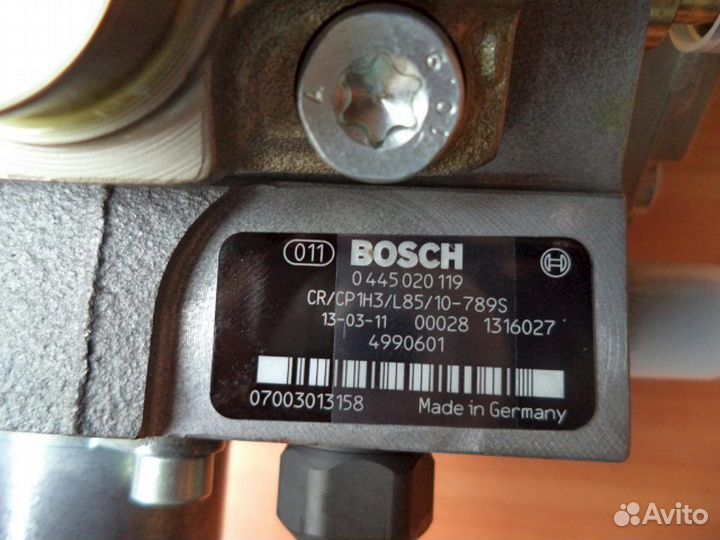 011 BOSCH
0 445 020 119
CR/CP1H3/L85/10-789S
13-03-11 00028 1316027
4990601
07003013158 Made in Germany
Avito